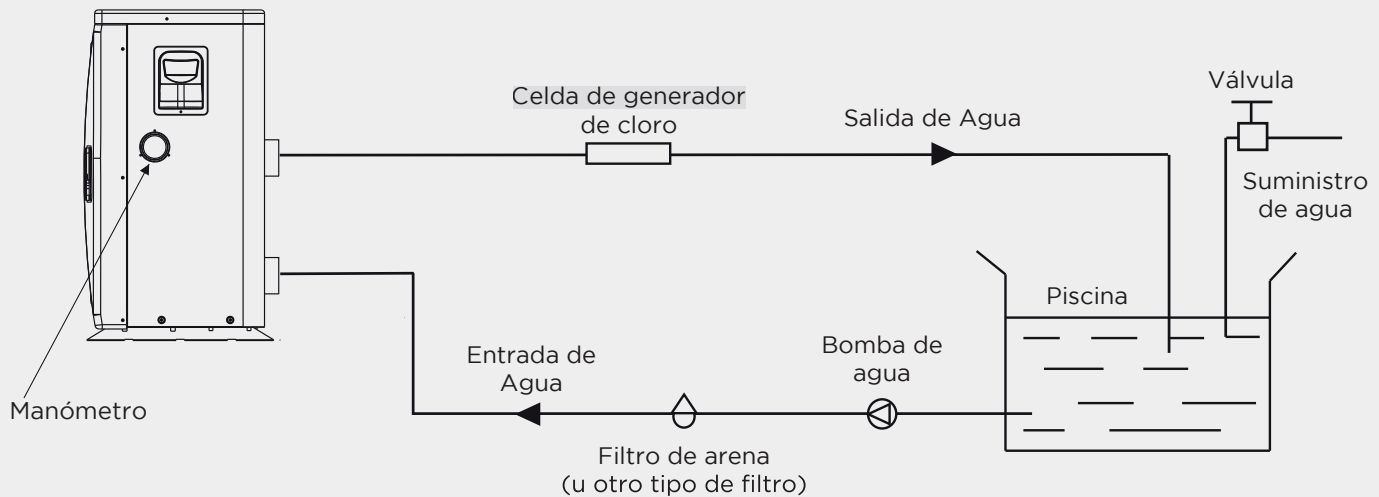 Válvula
Celda de generador
de cloro
Salida de Agua
Suministro
de agua
Piscina
Entrada de
Agua
Bomba de
agua
Manómetro
Filtro de arena
(u otro tipo de filtro)